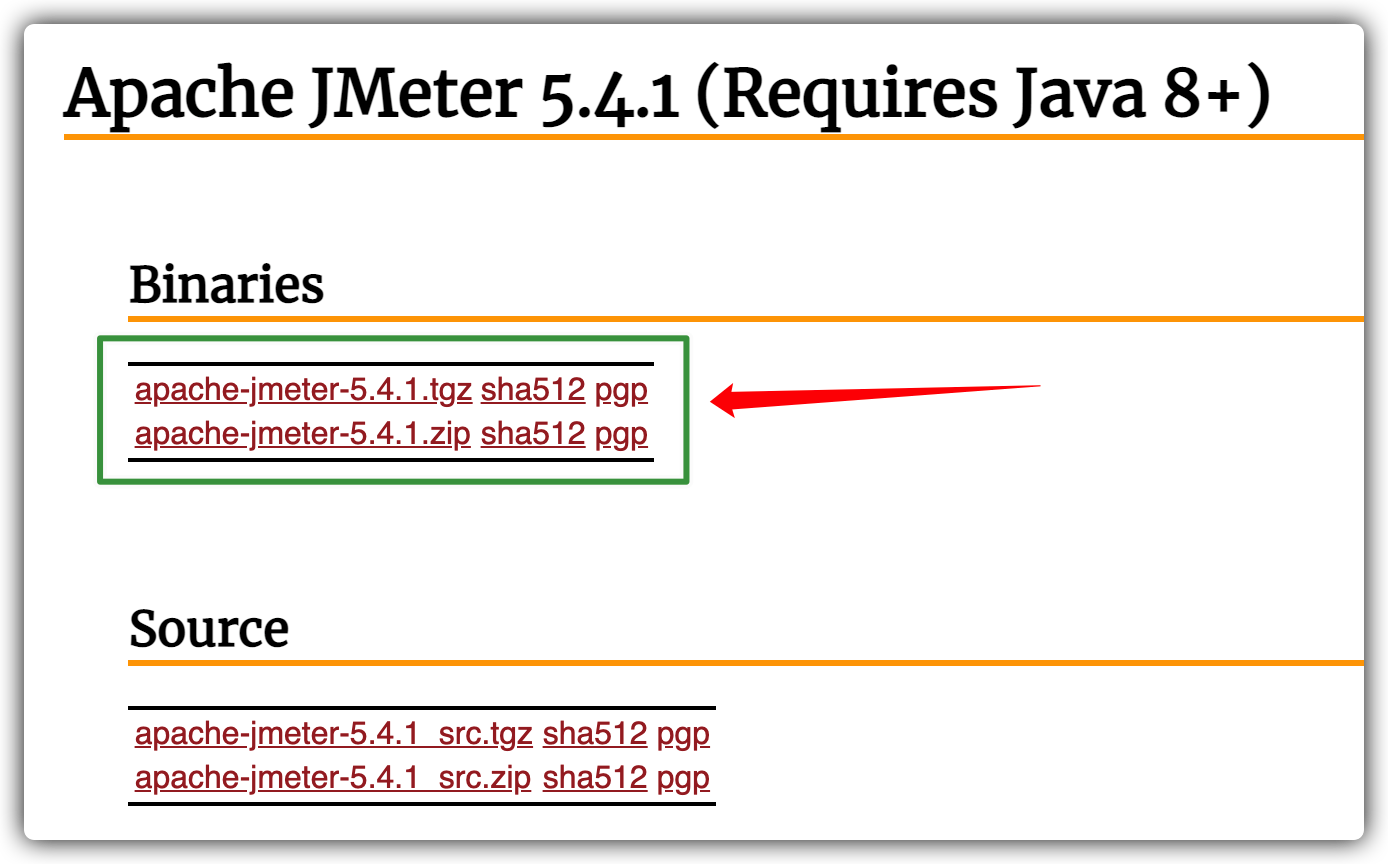 Apache JMeter 5.4.1 (Requires Java 8+)
Binaries
apache-jmeter-5.4.1.tgz sha512 pgp
apache-jmeter-5.4.1.zip sha512 pgp
Source
apache-jmeter-5.4.1_src.tgz sha512 pgp
apache-jmeter-5.4.1_src.zip sha512 pgp